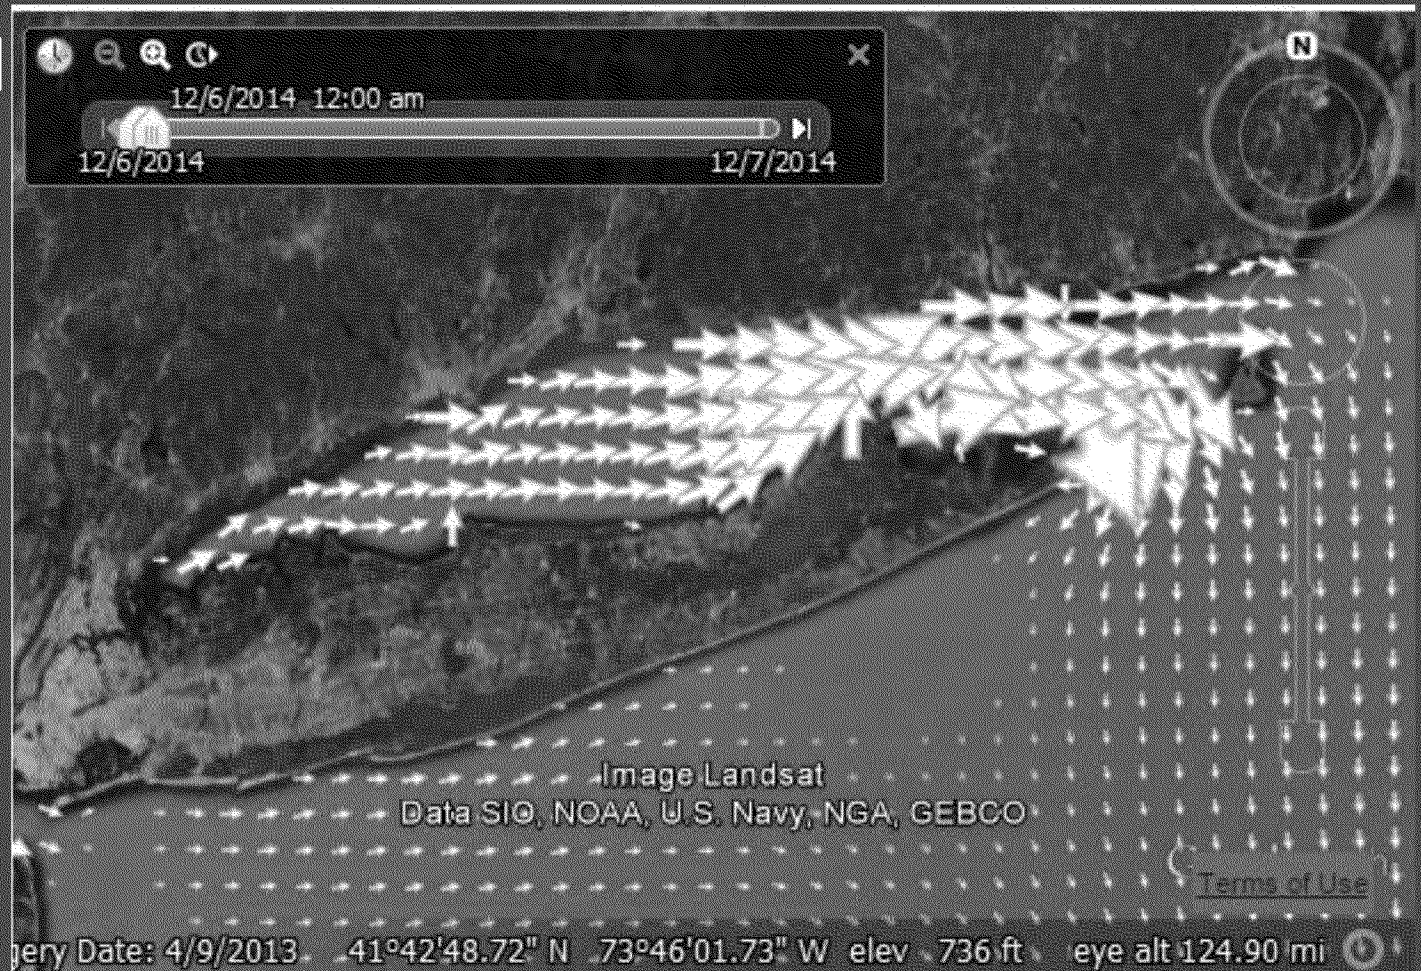 N
12/6/2014 12:00 am
12/6/2014 12/7/2014
Image Landsat
Data SIO, NOAA, U.S. Navy, NGA, GEBCO
Terms of Use
gery Date: 4/9/2013 41°42'48.72" N 73°46'01.73" W elev 736 ft eye alt 124.90 mi